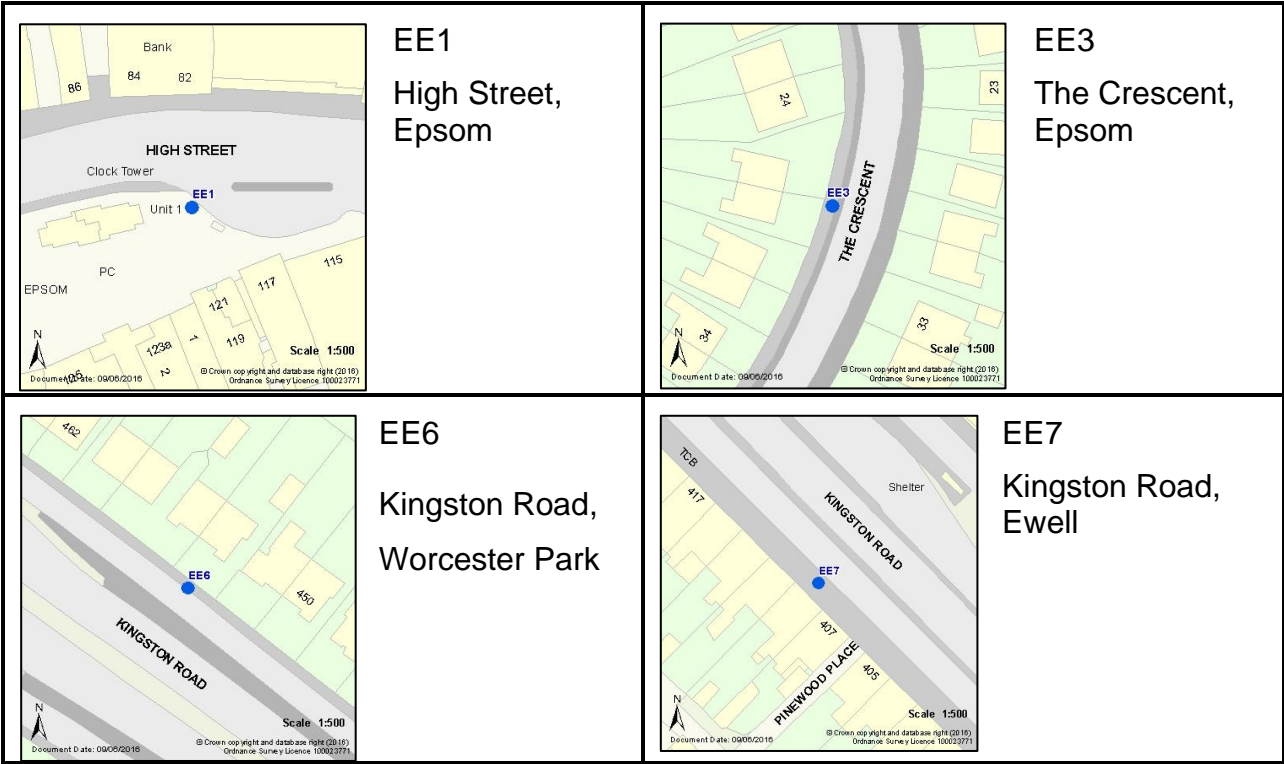 Bank
86
84
82
HIGH STREET
Clock Tower
EE1
Unit 1
PC
EPSOM
115
117
121
119
123a
1
2
125
N
Scale 1:500
Document Date: 09/06/2016
© Crown copyright and database right (2016)
Ordnance Survey Licence 100023771
EE1
High Street,
Epsom
24
23
EE3
THE CRESCENT
34
33
N
Scale 1:500
Document Date: 09/06/2016
© Crown copyright and database right (2016)
Ordnance Survey Licence 100023771
EE3
The Crescent,
Epsom
462
EE6
450
KINGSTON ROAD
N
Scale 1:500
Document Date: 09/06/2016
© Crown copyright and database right (2016)
Ordnance Survey Licence 100023771
EE6
Kingston Road,
Worcester Park
TCB
417
Shelter
KINGSTON ROAD
EE7
407
405
PINEWOOD PLACE
N
Scale 1:500
Document Date: 09/06/2016
© Crown copyright and database right (2016)
Ordnance Survey Licence 100023771
EE7
Kingston Road,
Ewell